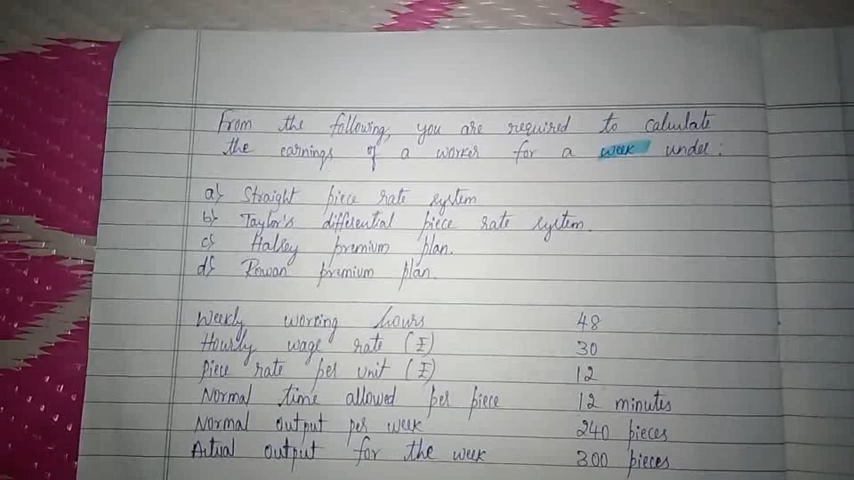 From the following, you are required to calculate
the earnings of a worker for a week under:
a) Straight piece rate system
b) Taylor's differential piece rate system.
c) Halsey premium plan.
d) Rowan premium plan.
Weekly working hours 48
Hourly wage rate (₹) 30
Piece rate per unit (₹) 12
Normal time allowed per piece 12 minutes
Normal output per week 240 pieces
Actual output for the week 300 pieces